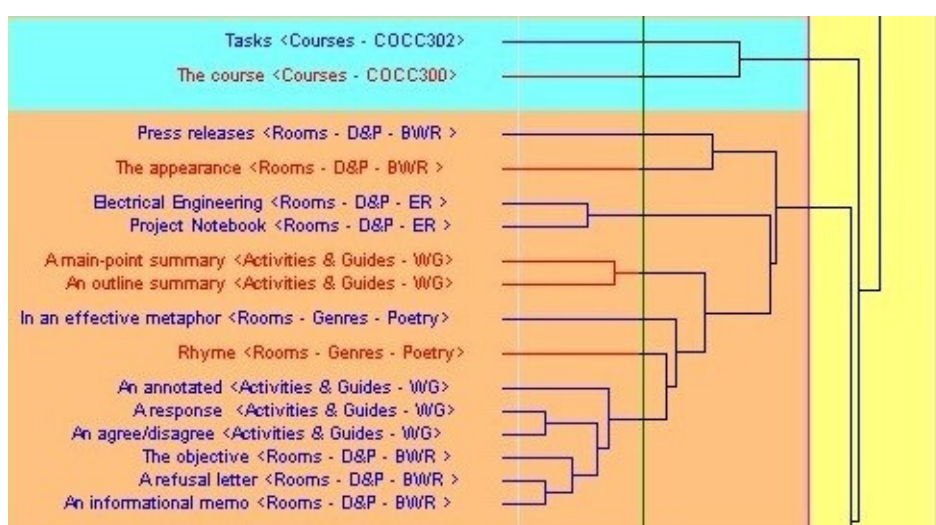 Tasks <Courses - COCC302>
The course <Courses - COCC300>
Press releases <Rooms - D&P - BWR >
The appearance <Rooms - D&P - BWR >
Electrical Engineering <Rooms - D&P - ER >
Project Notebook <Rooms - D&P - ER >
A main-point summary <Activities & Guides - WG>
An outline summary <Activities & Guides - WG>
In an effective metaphor <Rooms - Genres - Poetry>
Rhyme <Rooms - Genres - Poetry>
An annotated <Activities & Guides - WG>
A response <Activities & Guides - WG>
An agree/disagree <Activities & Guides - WG>
The objective <Rooms - D&P - BWR >
A refusal letter <Rooms - D&P - BWR >
An informational memo <Rooms - D&P - BWR >